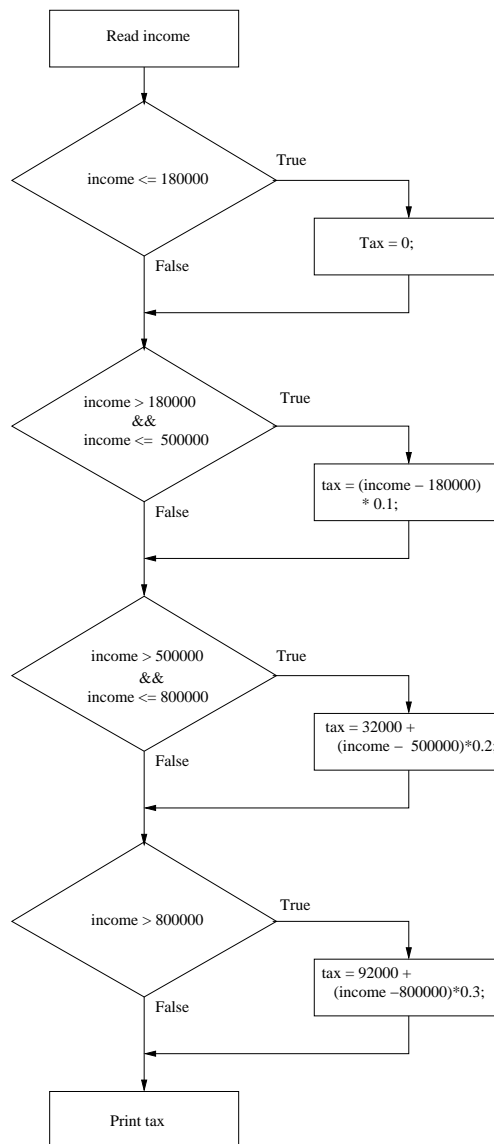 Read income
income <= 180000
True
Tax = 0;
False
income > 180000
&&
income <= 500000
True
tax = (income − 180000)
* 0.1;
False
income > 500000
&&
income <= 800000
True
tax = 32000 +
(income − 500000)*0.2;
False
income > 800000
True
tax = 92000 +
(income −800000)*0.3;
False
Print tax